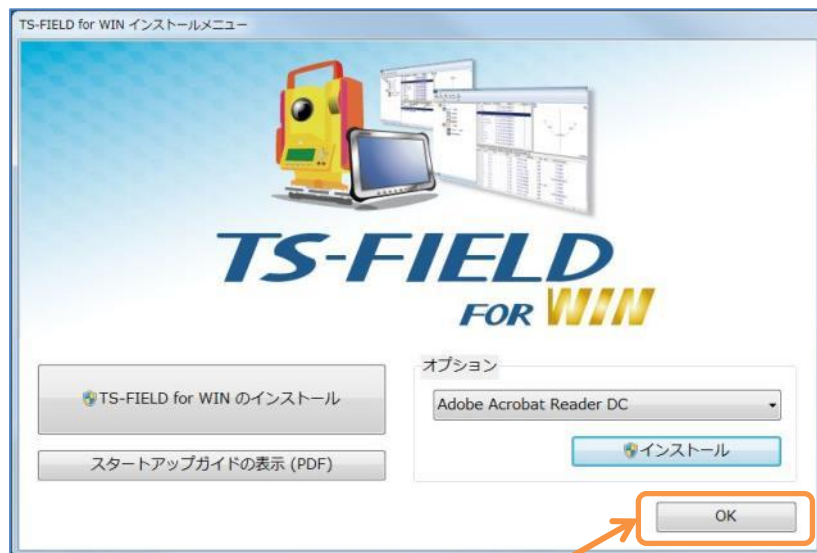 TS-FIELD for WIN インストールメニュー
TS-FIELD
FOR WIN
TS-FIELD for WIN のインストール
スタートアップガイドの表示 (PDF)
オプション
Adobe Acrobat Reader DC
インストール
OK